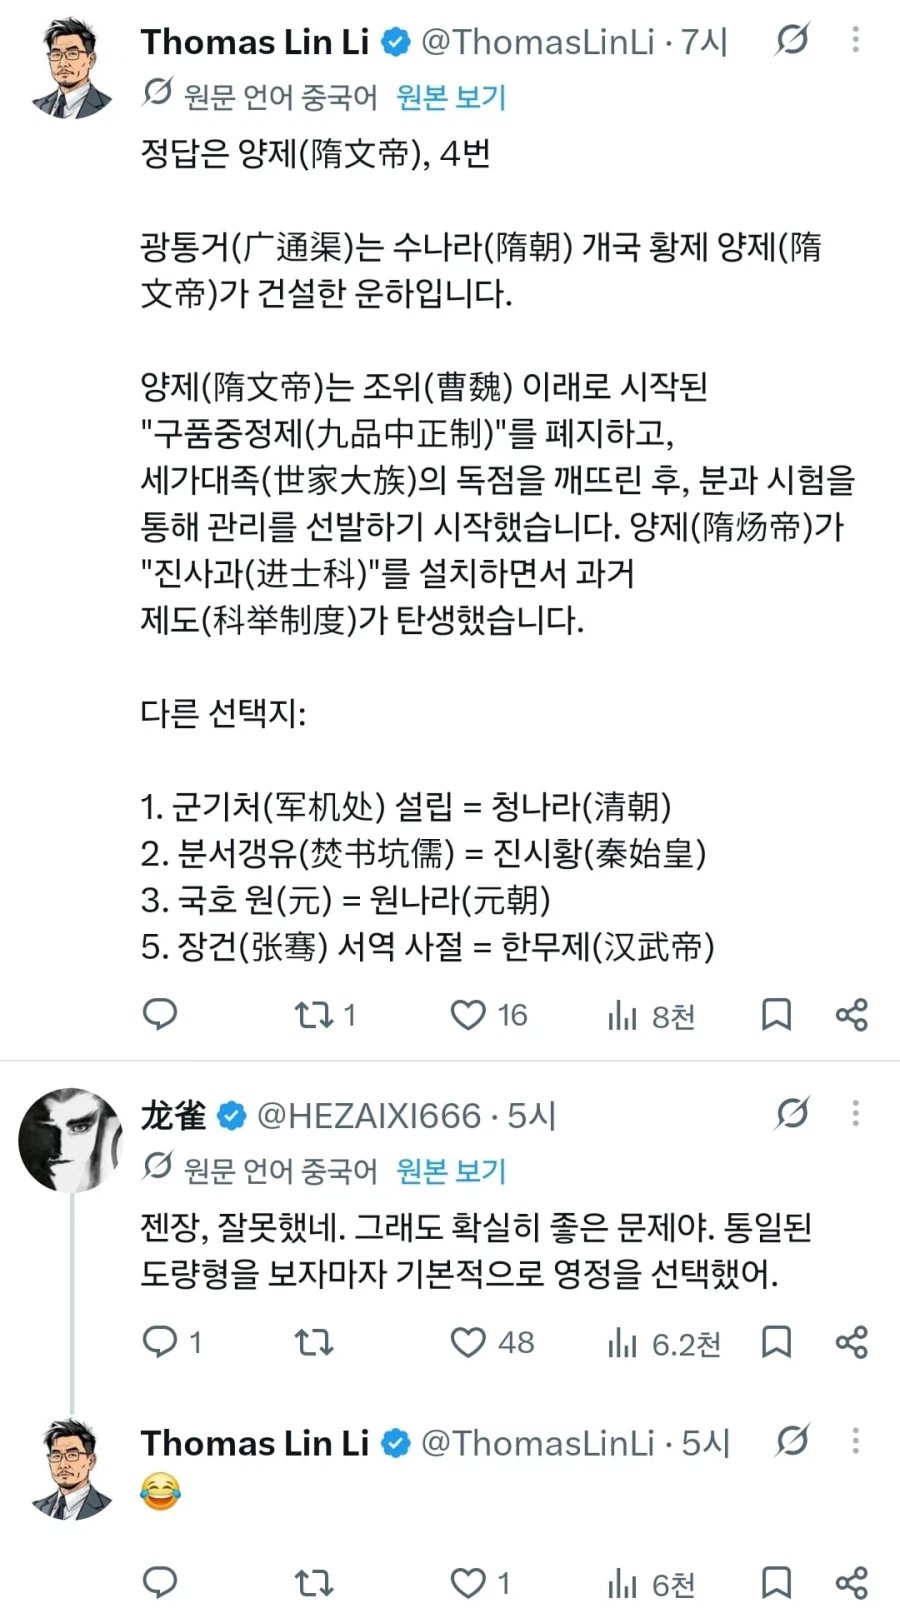 Thomas Lin Li @ThomasLinLi · 7시
원문 언어 중국어 원본 보기
정답은 양제(隋文帝), 4번
광통거(广通渠)는 수나라(隋朝) 개국 황제 양제(隋
文帝)가 건설한 운하입니다.
양제(隋文帝)는 조위(曹魏) 이래로 시작된
"구품중정제(九品中正制)"를 폐지하고,
세가대족(世家大族)의 독점을 깨뜨린 후, 분과 시험을
통해 관리를 선발하기 시작했습니다. 양제(隋炀帝)가
"진사과(进士科)"를 설치하면서 과거
제도(科举制度)가 탄생했습니다.
다른 선택지:
1. 군기처(军机处) 설립 = 청나라(清朝)
2. 분서갱유(焚书坑儒) = 진시황(秦始皇)
3. 국호 원(元) = 원나라(元朝)
5. 장건(张骞) 서역 사절 = 한무제(汉武帝)
1 16 8천
龙雀 @HEZAIXI666 · 5시
원문 언어 중국어 원본 보기
젠장, 잘못했네. 그래도 확실히 좋은 문제야. 통일된
도량형을 보자마자 기본적으로 영정을 선택했어.
1 48 6.2천
Thomas Lin Li @ThomasLinLi · 5시
😂
1 6천